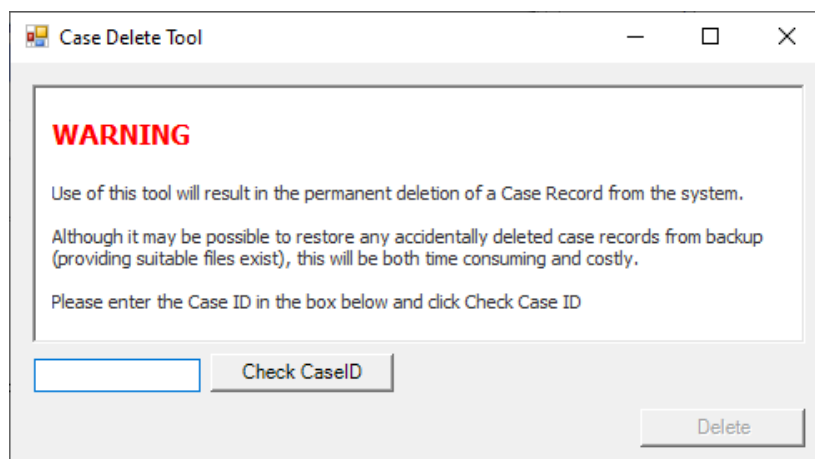 Case Delete Tool
WARNING
Use of this tool will result in the permanent deletion of a Case Record from the system.
Although it may be possible to restore any accidentally deleted case records from backup
(providing suitable files exist), this will be both time consuming and costly.
Please enter the Case ID in the box below and click Check Case ID
Check CaseID
Delete